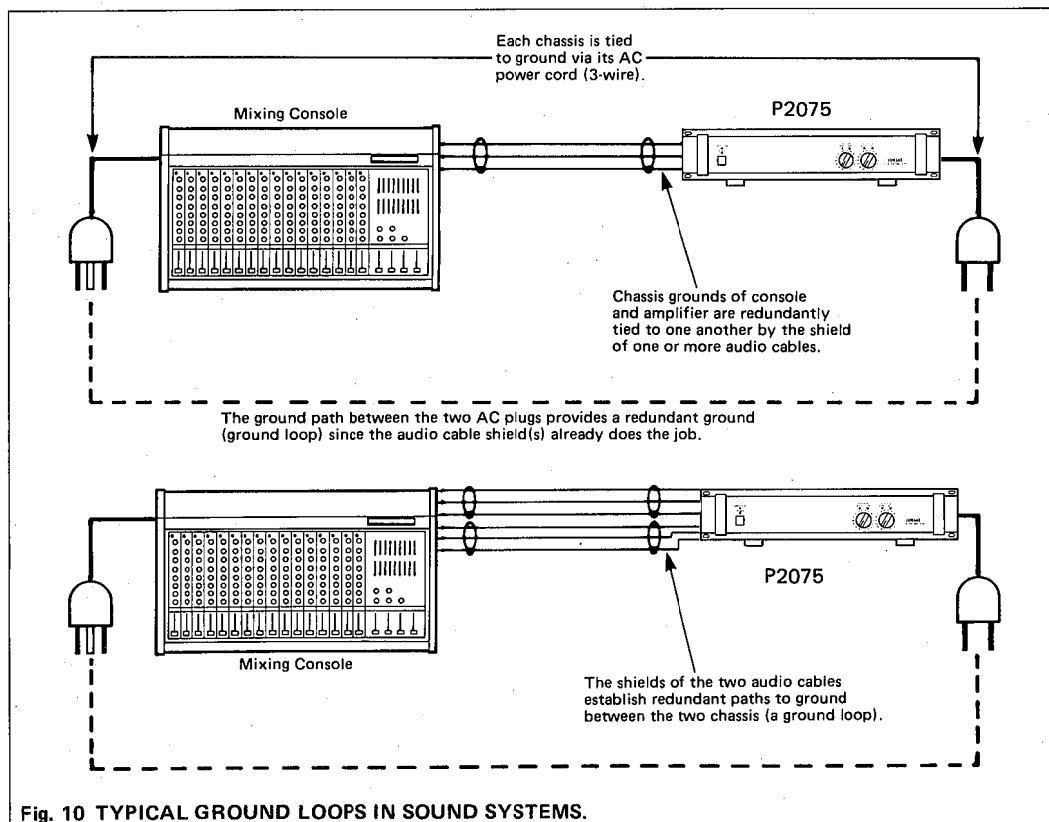 Each chassis is tied
to ground via its AC
power cord (3-wire).
Mixing Console
P2075
Chassis grounds of console
and amplifier are redundantly
tied to one another by the shield
of one or more audio cables.
The ground path between the two AC plugs provides a redundant ground
(ground loop) since the audio cable shield(s) already does the job.
P2075
Mixing Console
The shields of the two audio cables
establish redundant paths to ground
between the two chassis (a ground loop).
Fig. 10 TYPICAL GROUND LOOPS IN SOUND SYSTEMS.